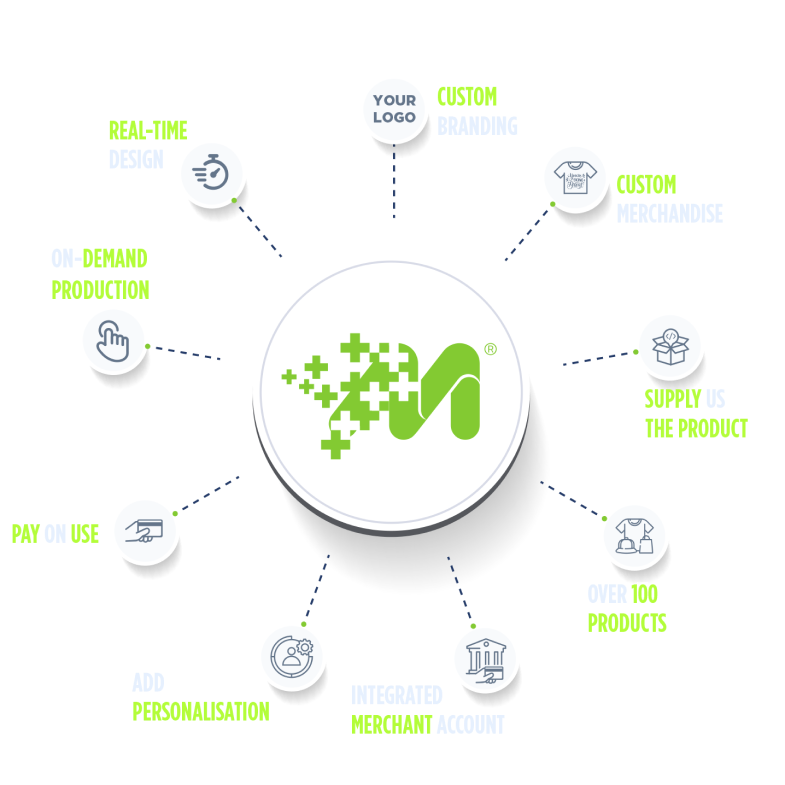 YOUR
LOGO
CUSTOM
BRANDING
REAL-TIME
DESIGN
CUSTOM
MERCHANDISE
ON-DEMAND
PRODUCTION
®
SUPPLY US
THE PRODUCT
PAY ON USE
OVER 100
PRODUCTS
ADD
PERSONALISATION
INTEGRATED
MERCHANT ACCOUNT